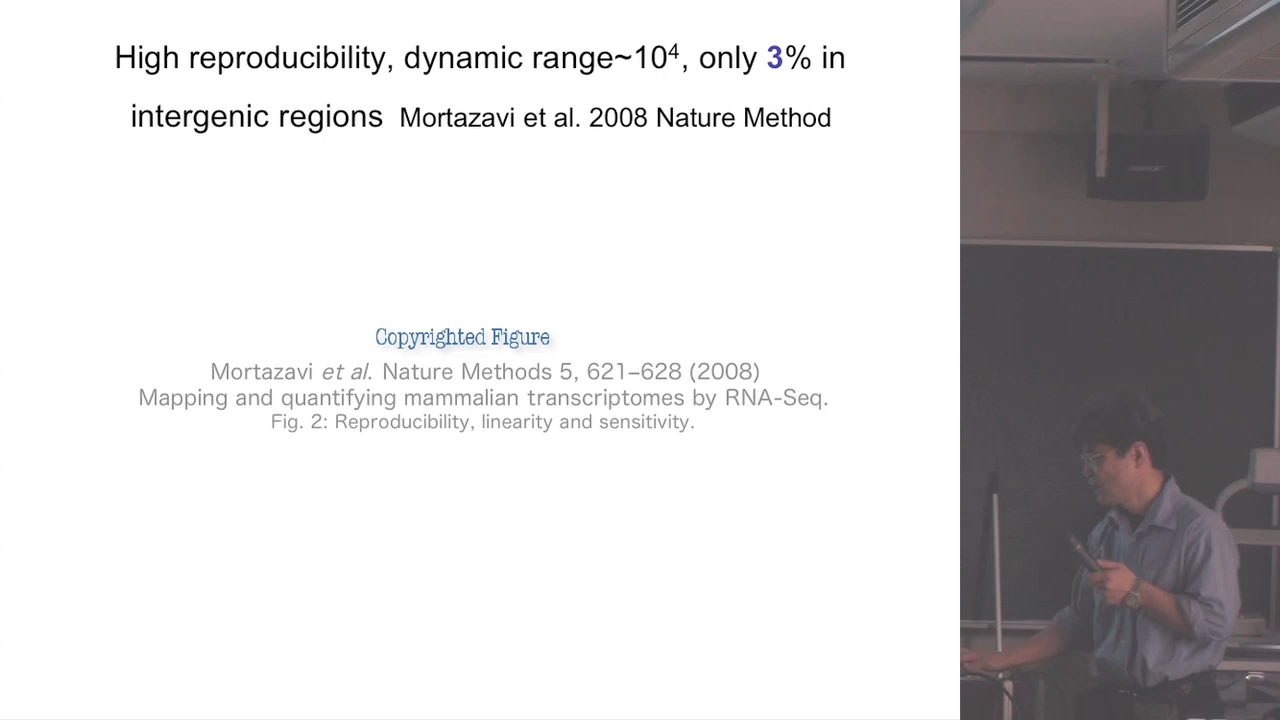 High reproducibility, dynamic range~10⁴, only 3% in
intergenic regions Mortazavi et al. 2008 Nature Method
Copyrighted Figure
Mortazavi et al. Nature Methods 5, 621–628 (2008)
Mapping and quantifying mammalian transcriptomes by RNA-Seq.
Fig. 2: Reproducibility, linearity and sensitivity.